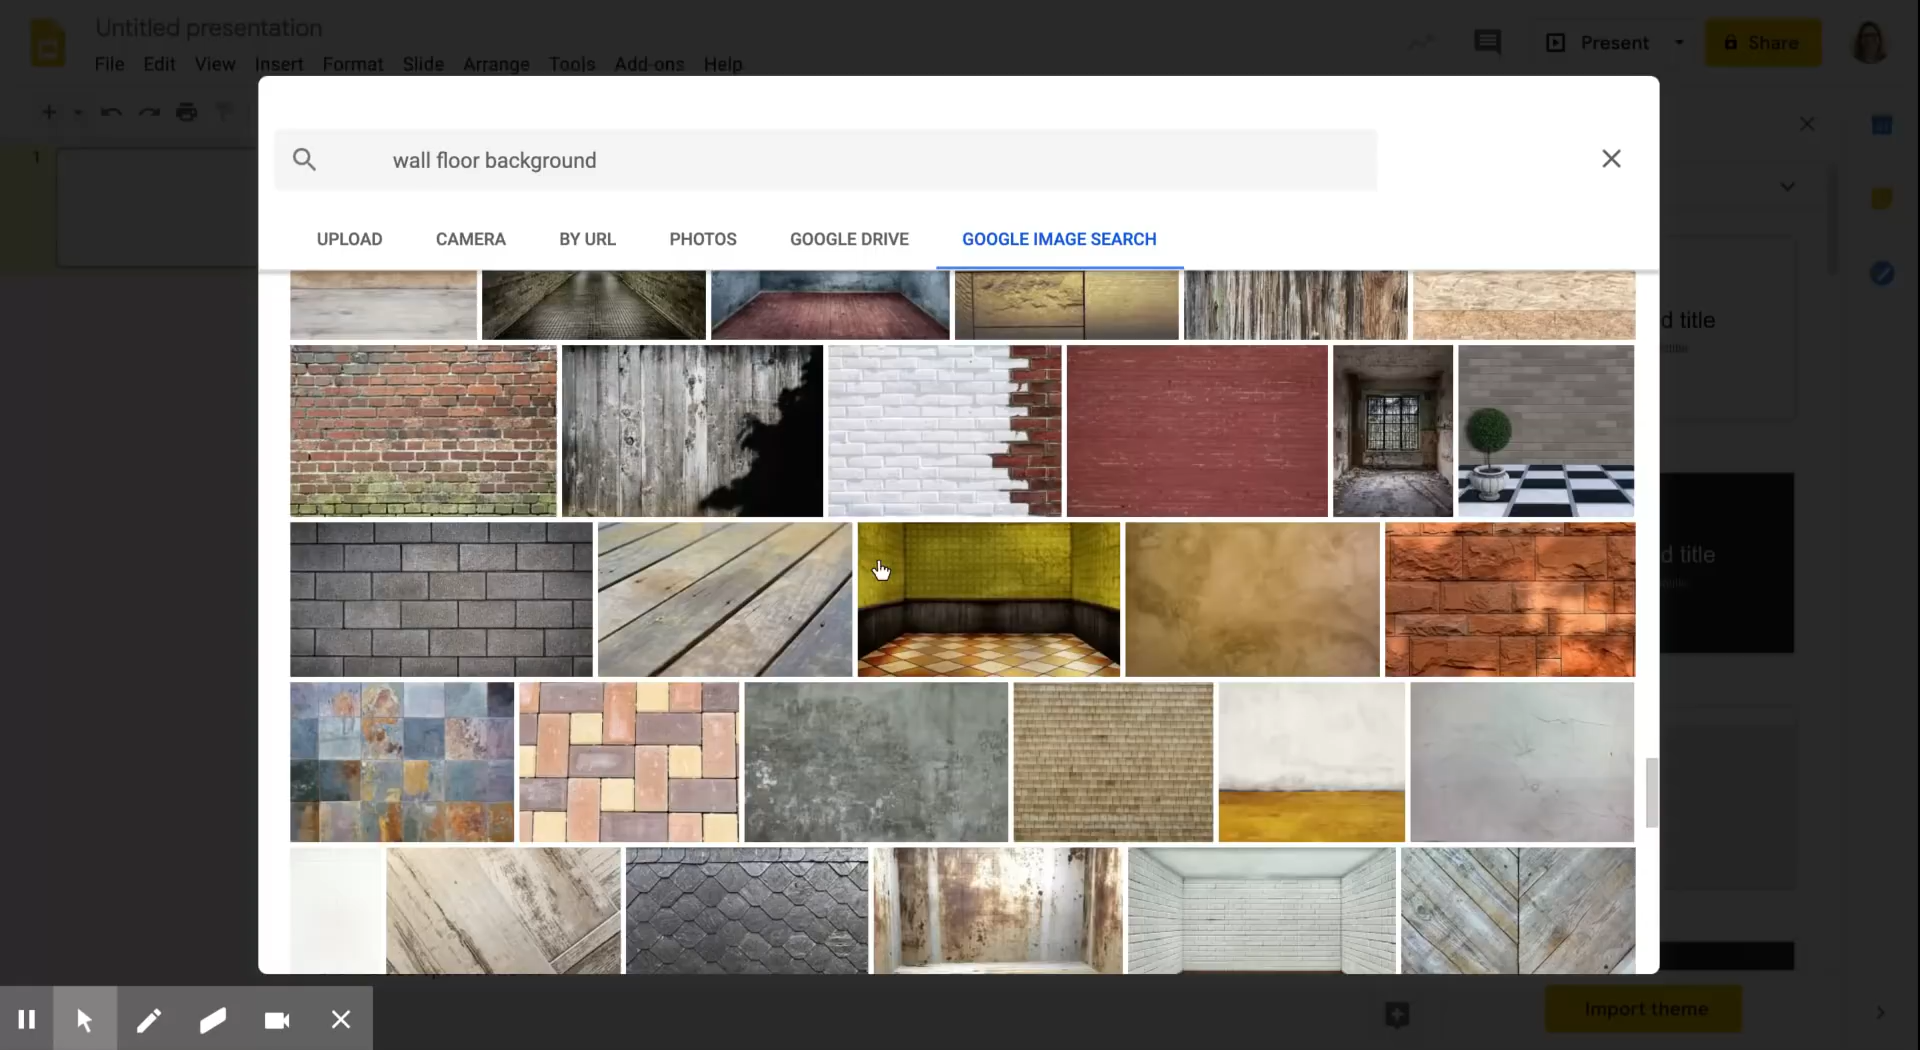 Untitled presentation
File Edit View Insert Format Slide Arrange Tools Add-ons Help
Present
Share
1
wall floor background
UPLOAD CAMERA BY URL PHOTOS GOOGLE DRIVE GOOGLE IMAGE SEARCH
d title
d title
Import theme